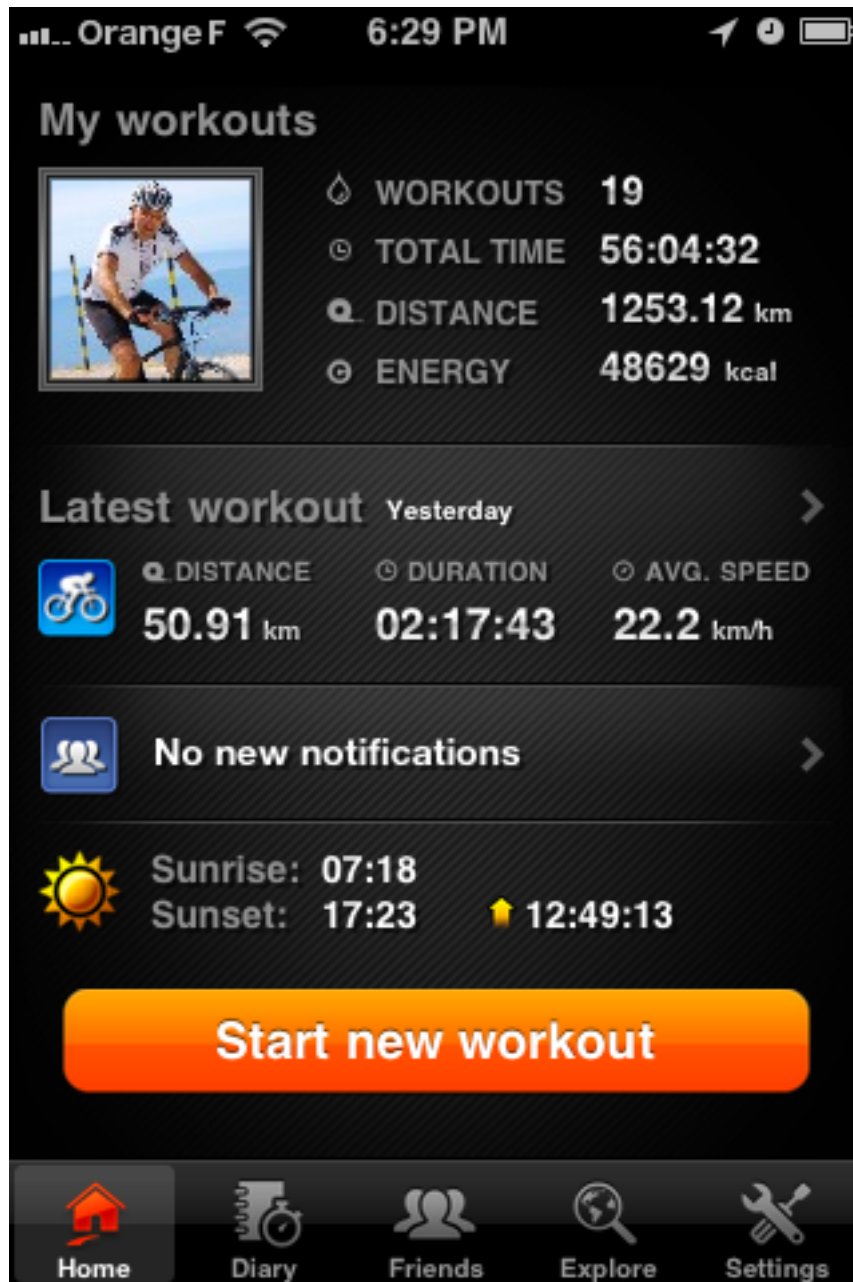 Orange F 6:29 PM
My workouts
WORKOUTS 19
TOTAL TIME 56:04:32
DISTANCE 1253.12 km
ENERGY 48629 kcal
Latest workout Yesterday
DISTANCE DURATION AVG. SPEED
50.91 km 02:17:43 22.2 km/h
No new notifications
Sunrise: 07:18
Sunset: 17:23 12:49:13
Start new workout
Home Diary Friends Explore Settings